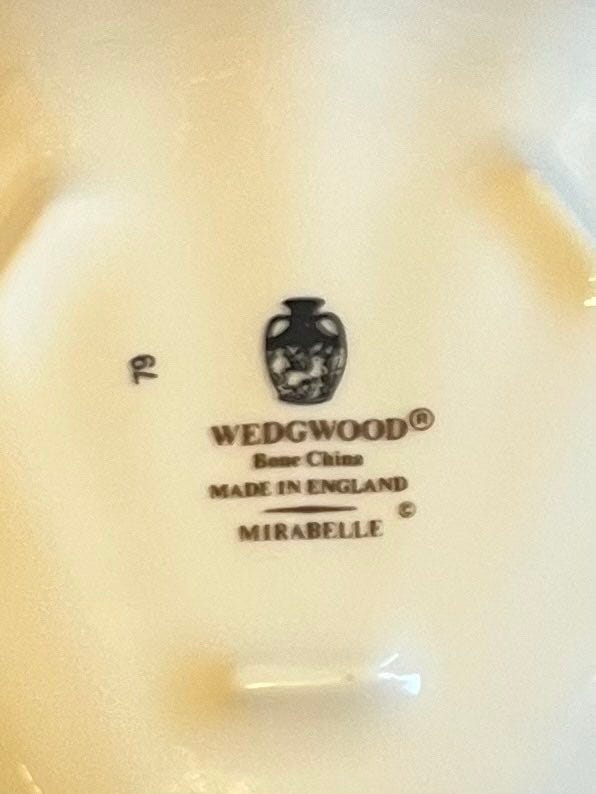 79
WEDGWOOD®
Bone China
MADE IN ENGLAND
©
MIRABELLE